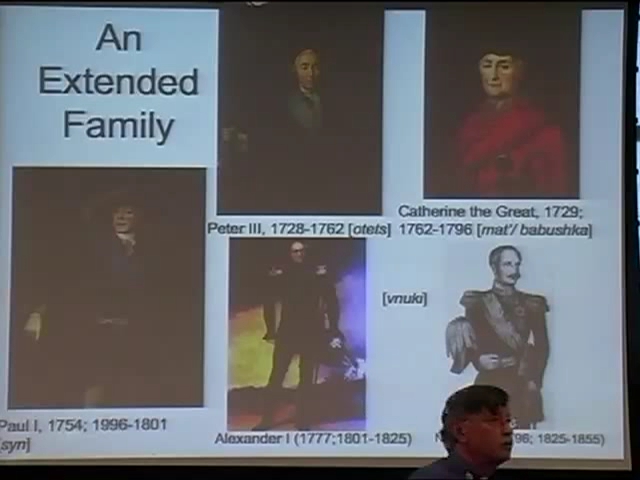 An
Extended
Family
Peter III, 1728-1762 [otets]
Catherine the Great, 1729;
1762-1796 [mat'/ babushka]
[vnuki]
Paul I, 1754; 1996-1801
[syn]
Alexander I (1777;1801-1825)
96; 1825-1855)